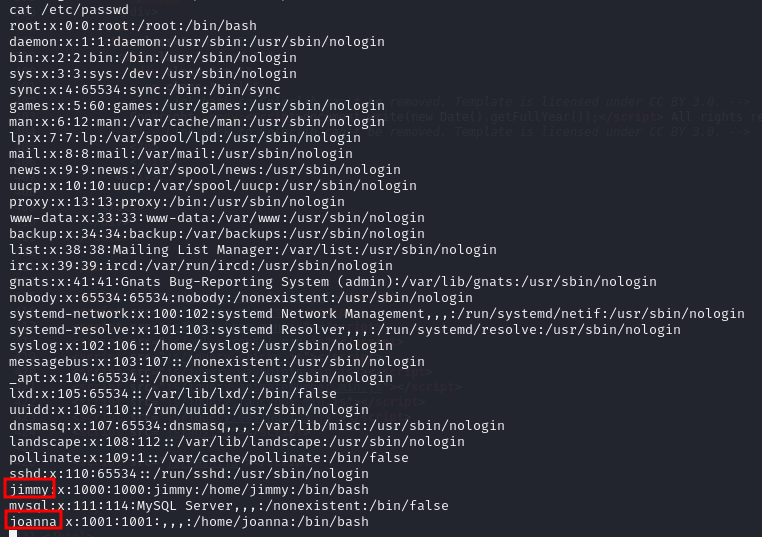 cat /etc/passwd
root:x:0:0:root:/root:/bin/bash
daemon:x:1:1:daemon:/usr/sbin:/usr/sbin/nologin
bin:x:2:2:bin:/bin:/usr/sbin/nologin
sys:x:3:3:sys:/dev:/usr/sbin/nologin
sync:x:4:65534:sync:/bin:/bin/sync
games:x:5:60:games:/usr/games:/usr/sbin/nologin
man:x:6:12:man:/var/cache/man:/usr/sbin/nologin
lp:x:7:7:lp:/var/spool/lpd:/usr/sbin/nologin
mail:x:8:8:mail:/var/mail:/usr/sbin/nologin
news:x:9:9:news:/var/spool/news:/usr/sbin/nologin
uucp:x:10:10:uucp:/var/spool/uucp:/usr/sbin/nologin
proxy:x:13:13:proxy:/bin:/usr/sbin/nologin
www-data:x:33:33:www-data:/var/www:/usr/sbin/nologin
backup:x:34:34:backup:/var/backups:/usr/sbin/nologin
list:x:38:38:Mailing List Manager:/var/list:/usr/sbin/nologin
irc:x:39:39:ircd:/var/run/ircd:/usr/sbin/nologin
gnats:x:41:41:Gnats Bug-Reporting System (admin):/var/lib/gnats:/usr/sbin/nologin
nobody:x:65534:65534:nobody:/nonexistent:/usr/sbin/nologin
systemd-network:x:100:102:systemd Network Management,,,:/run/systemd/netif:/usr/sbin/nologin
systemd-resolve:x:101:103:systemd Resolver,,,:/run/systemd/resolve:/usr/sbin/nologin
syslog:x:102:106::/home/syslog:/usr/sbin/nologin
messagebus:x:103:107::/nonexistent:/usr/sbin/nologin
_apt:x:104:65534::/nonexistent:/usr/sbin/nologin
lxd:x:105:65534::/var/lib/lxd/:/bin/false
uuidd:x:106:110::/run/uuidd:/usr/sbin/nologin
dnsmasq:x:107:65534:dnsmasq,,,:/var/lib/misc:/usr/sbin/nologin
landscape:x:108:112::/var/lib/landscape:/usr/sbin/nologin
pollinate:x:109:1::/var/cache/pollinate:/bin/false
sshd:x:110:65534::/run/sshd:/usr/sbin/nologin
jimmy:x:1000:1000:jimmy:/home/jimmy:/bin/bash
mysql:x:111:114:MySQL Server,,,:/nonexistent:/bin/false
joanna:x:1001:1001:,,,:/home/joanna:/bin/bash